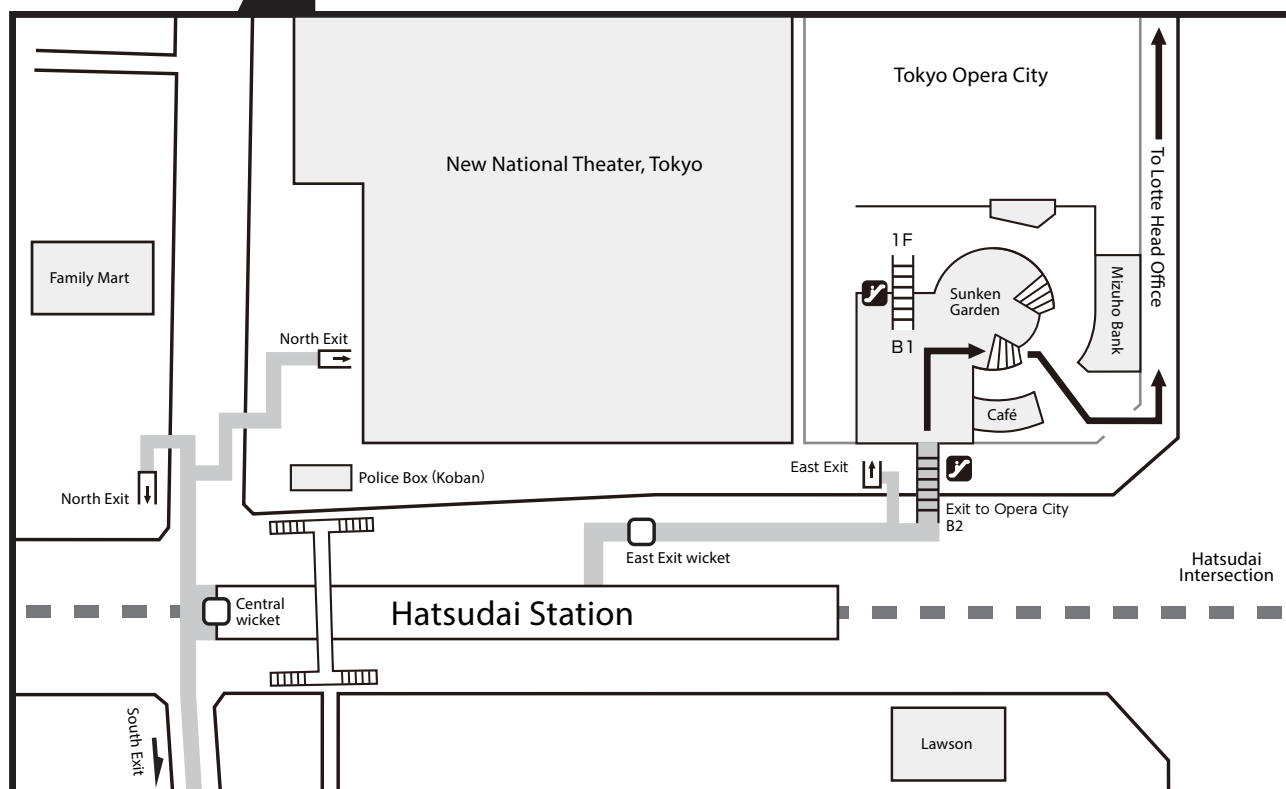 Tokyo Opera City
New National Theater, Tokyo
To Lotte Head Office
1F
Family Mart
Sunken
Garden
Mizuho Bank
North Exit
B1
Café
East Exit
Police Box (Koban)
North Exit
Exit to Opera City
B2
East Exit wicket
Hatsudai
Intersection
Central
wicket
Hatsudai Station
South Exit
Lawson